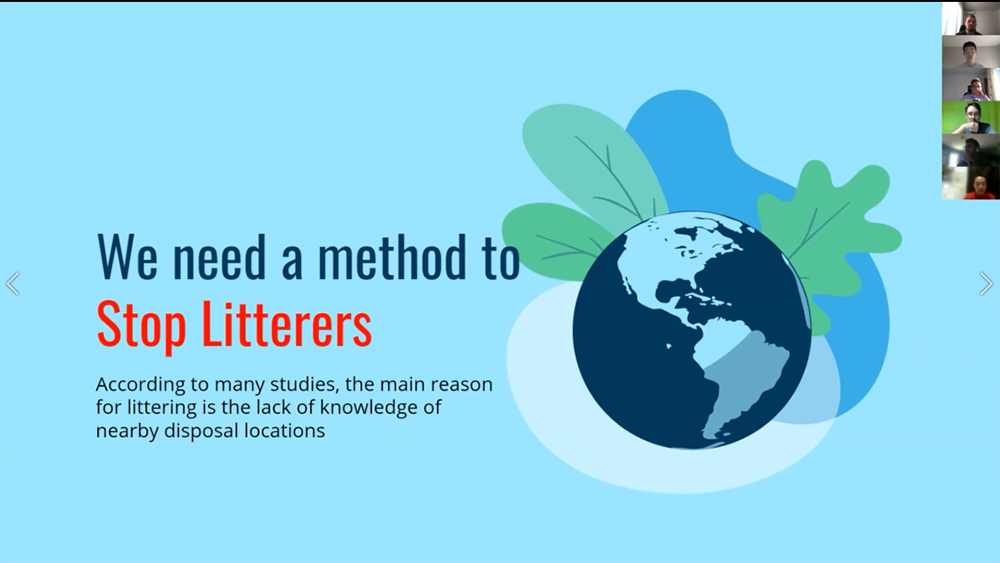 We need a method to
Stop Litterers
According to many studies, the main reason
for littering is the lack of knowledge of
nearby disposal locations